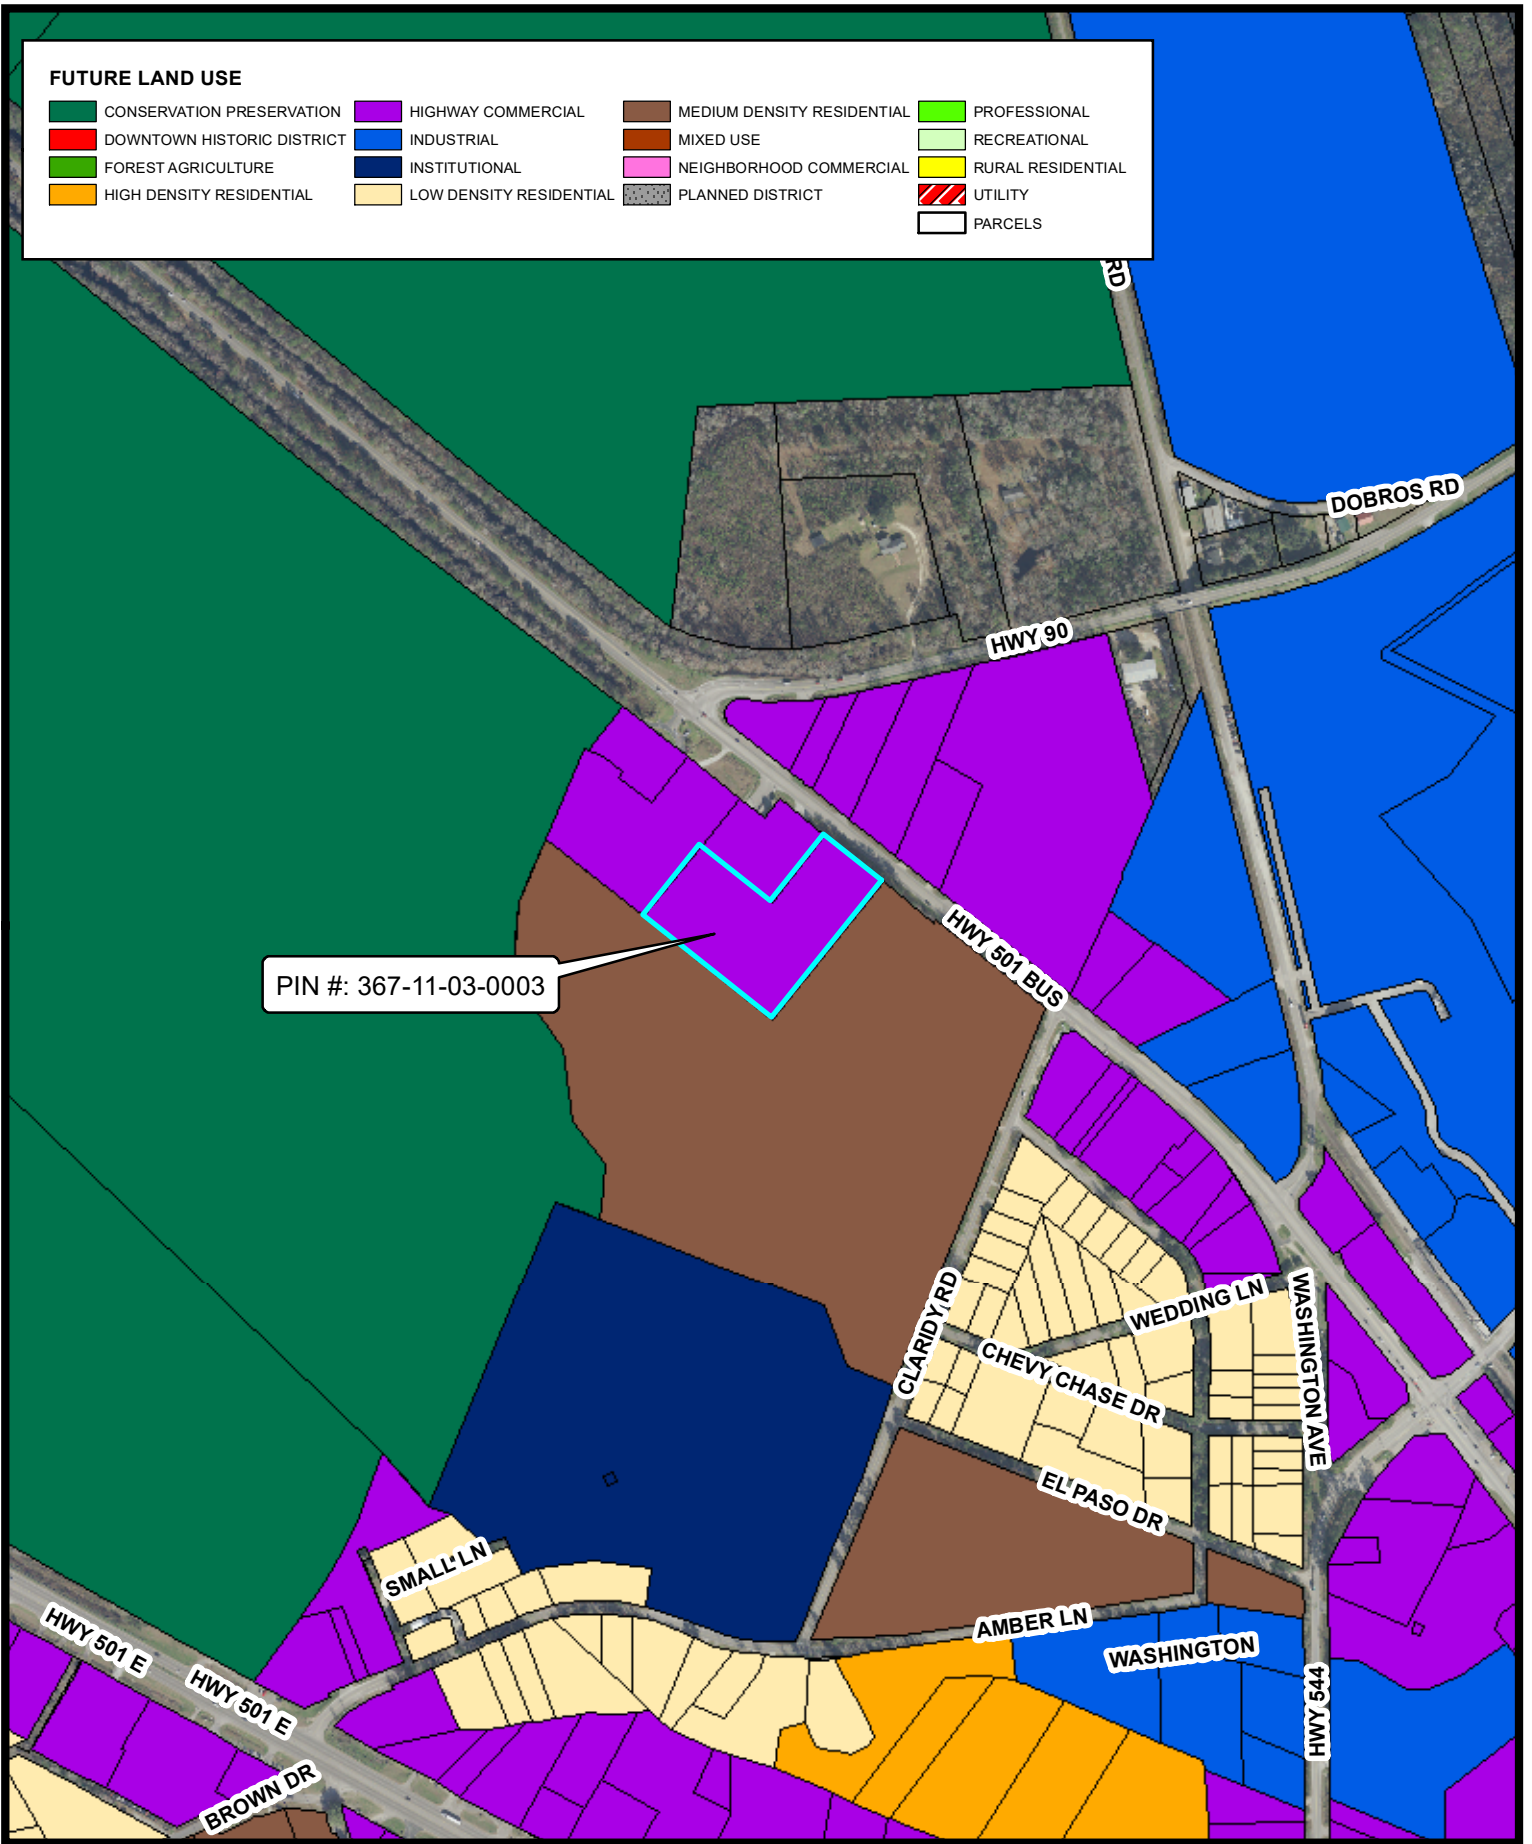 FUTURE LAND USE
CONSERVATION PRESERVATION
DOWNTOWN HISTORIC DISTRICT
FOREST AGRICULTURE
HIGH DENSITY RESIDENTIAL
HIGHWAY COMMERCIAL
INDUSTRIAL
INSTITUTIONAL
LOW DENSITY RESIDENTIAL
MEDIUM DENSITY RESIDENTIAL
MIXED USE
NEIGHBORHOOD COMMERCIAL
PLANNED DISTRICT
PROFESSIONAL
RECREATIONAL
RURAL RESIDENTIAL
UTILITY
PARCELS
RD
DOBROS RD
HWY 90
HWY 501 BUS
PIN #: 367-11-03-0003
CLARIDY RD
WEDDING LN
WASHINGTON AVE
CHEVY CHASE DR
EL PASO DR
SMALL LN
AMBER LN
WASHINGTON
HWY 501 E
HWY 501 E
HWY 544
BROWN DR